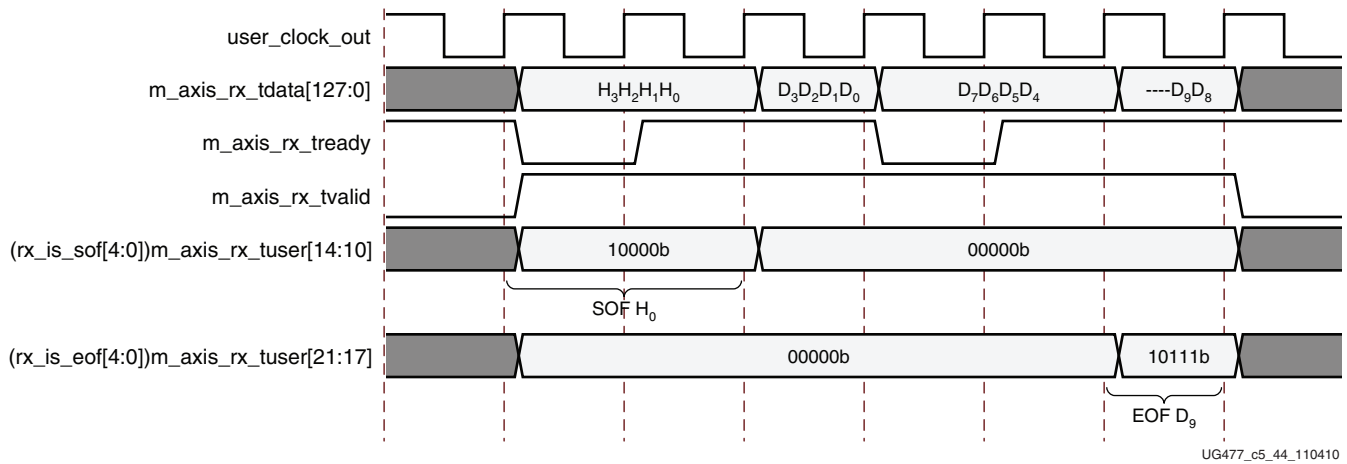 user_clock_out
m_axis_rx_tdata[127:0]
H₃H₂H₁H₀
D₃D₂D₁D₀
D₇D₆D₅D₄
----D₉D₈
m_axis_rx_tready
m_axis_rx_tvalid
(rx_is_sof[4:0])m_axis_rx_tuser[14:10]
10000b
00000b
SOF H₀
(rx_is_eof[4:0])m_axis_rx_tuser[21:17]
00000b
10111b
EOF D₉
UG477_c5_44_110410